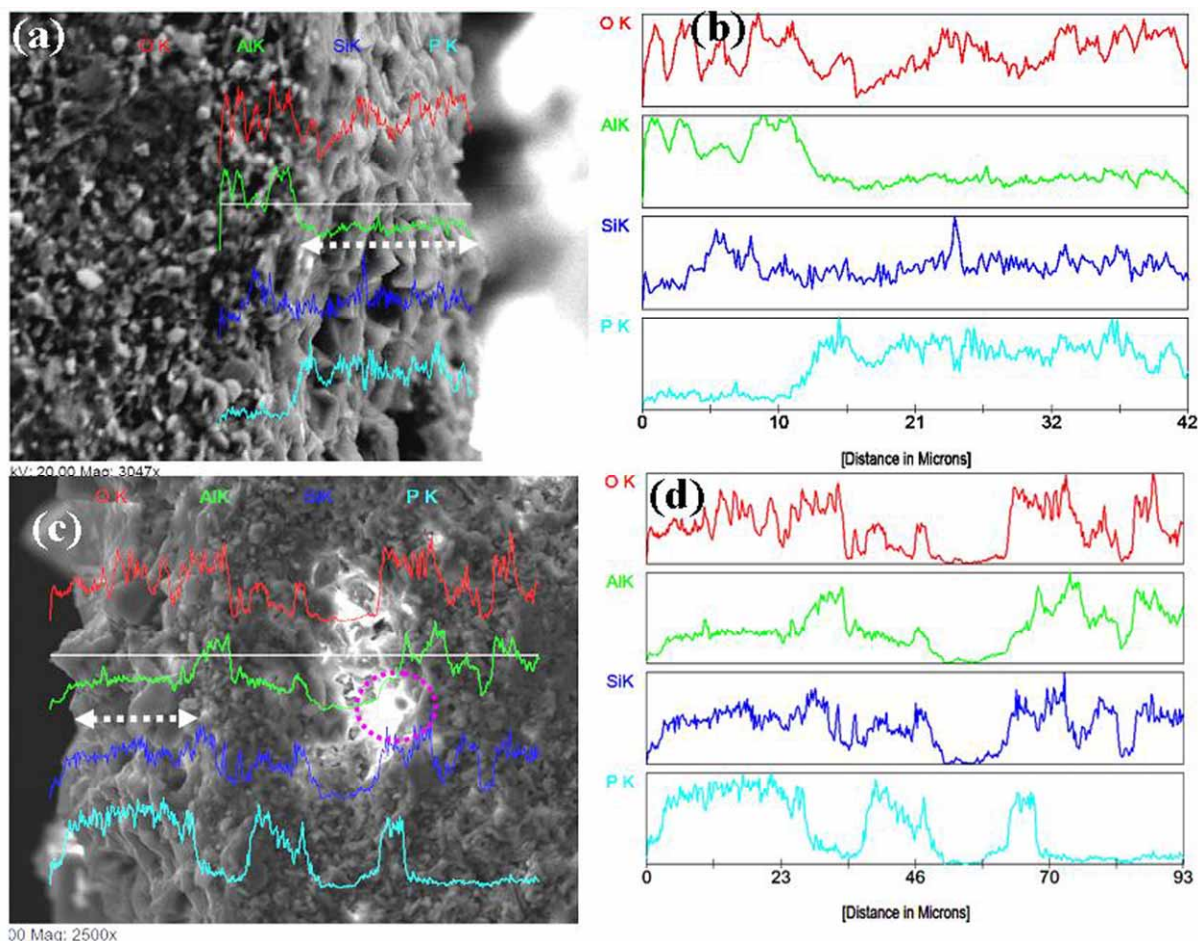 (a)
O K AlK SiK P K
kV: 20.00 Mag: 3047x
(b)
O K
AlK
SiK
P K
0 10 21 32 42
[Distance in Microns]
(c)
O K AlK SiK P K
00 Mag: 2500x
(d)
O K
AlK
SiK
P K
0 23 46 70 93
[Distance in Microns]